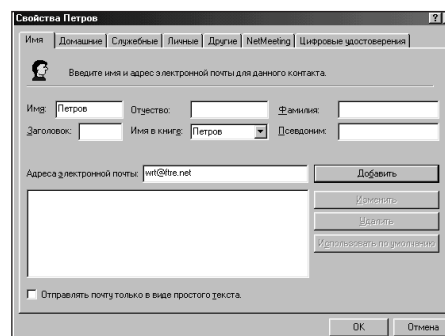 Свойства Петров
Имя Домашние Служебные Личные Другие NetMeeting Цифровые удостоверения
Введите имя и адрес электронной почты для данного контакта.
Имя: Петров Отчество: Фамилия:
Заголовок: Имя в книге: Петров Псевдоним:
Адреса электронной почты: wrt@ftre.net Добавить
Изменить
Удалить
Использовать по умолчанию
Отправлять почту только в виде простого текста.
OK Отмена